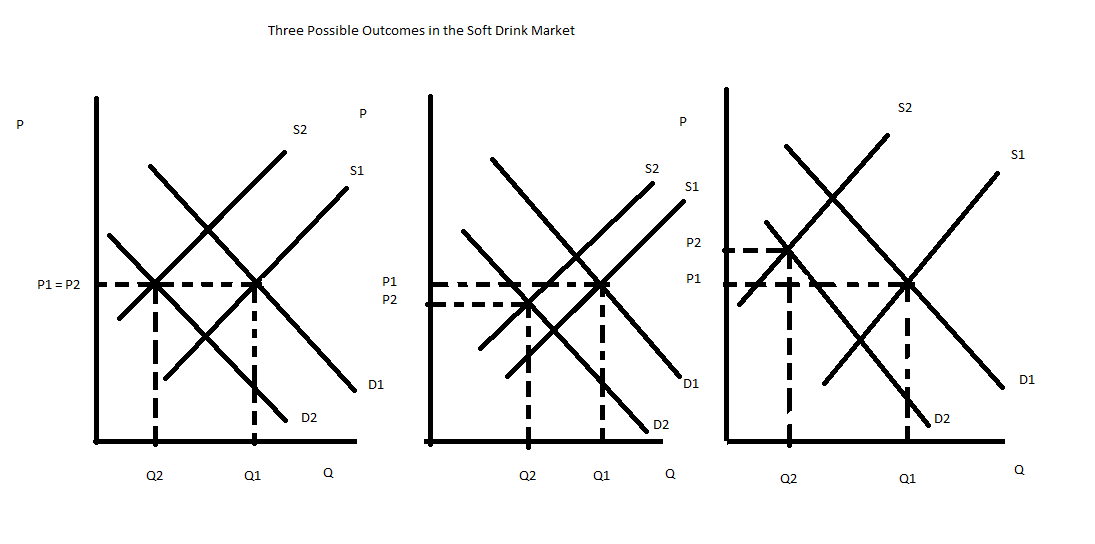 Three Possible Outcomes in the Soft Drink Market
P
S2
S1
P1 = P2
D1
D2
Q2
Q1
Q
P
S2
S1
P1
P2
D1
D2
Q2
Q1
Q
P
S2
S1
P2
P1
D1
D2
Q2
Q1
Q